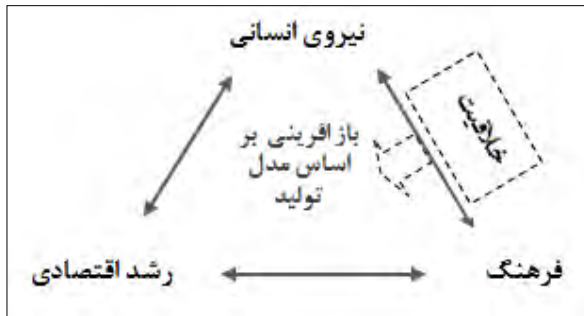 نیروی انسانی
خلاقیت
باز افرینی بر
اساس مدل
تولید
فرهنگ
رشد اقتصادی